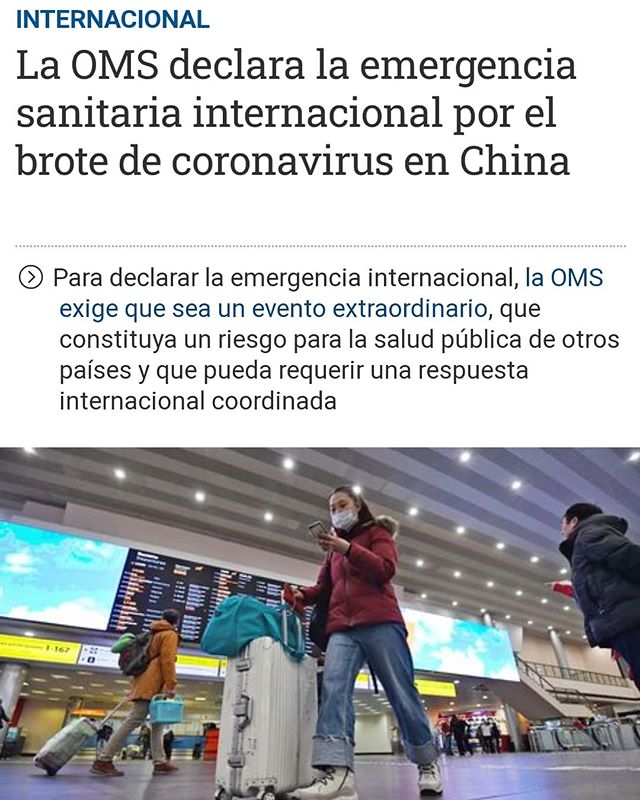 INTERNACIONAL
La OMS declara la emergencia
sanitaria internacional por el
brote de coronavirus en China
Para declarar la emergencia internacional, la OMS
exige que sea un evento extraordinario, que
constituya un riesgo para la salud pública de otros
países y que pueda requerir una respuesta
internacional coordinada
1-167